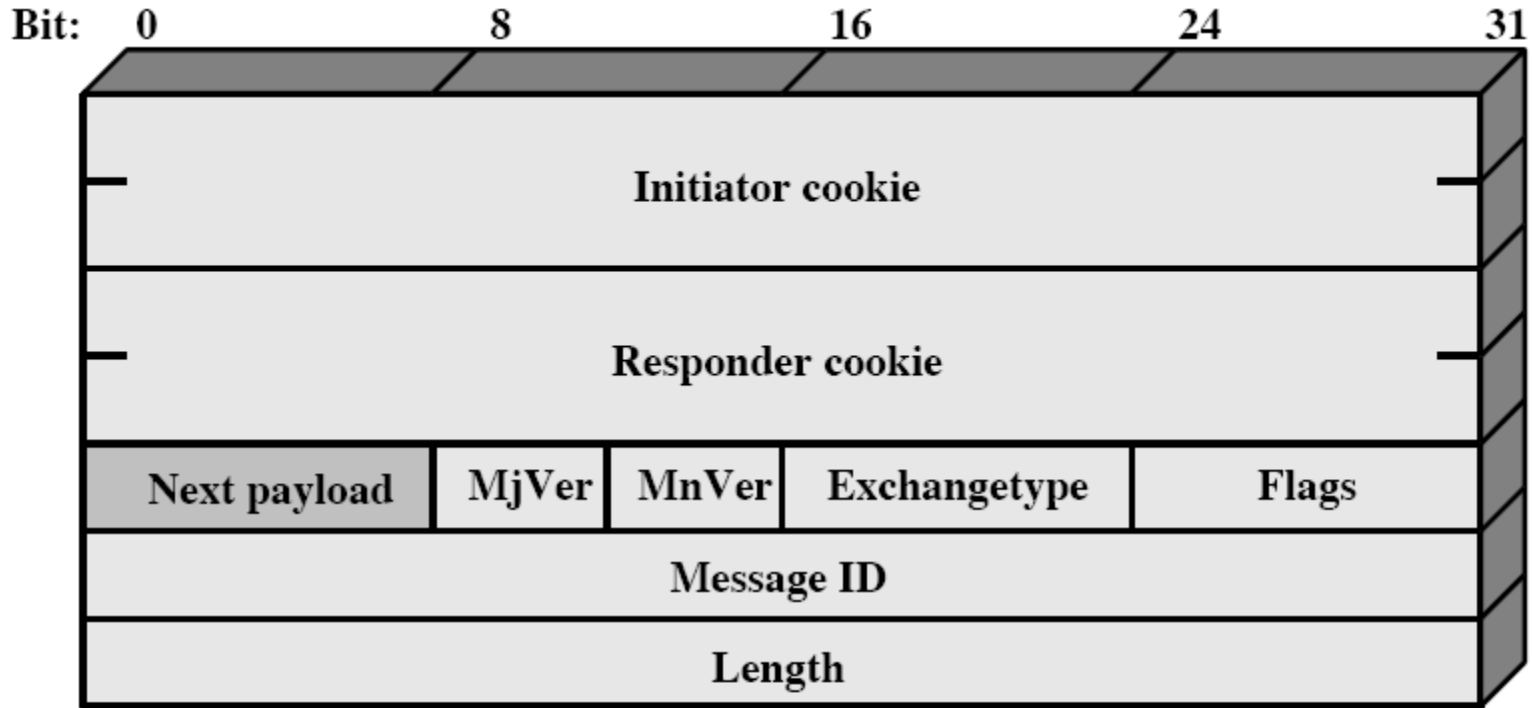 Bit: 0 8 16 24 31
Initiator cookie
Responder cookie
Next payload MjVer MnVer Exchangetype Flags
Message ID
Length